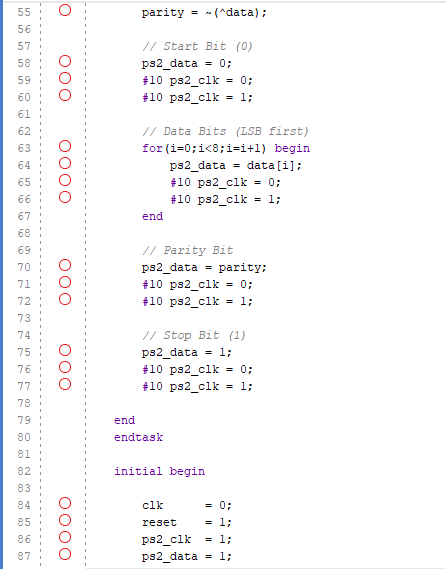 55 parity = ~(^data);
56
57 // Start Bit (0)
58 ps2_data = 0;
59 #10 ps2_clk = 0;
60 #10 ps2_clk = 1;
61
62 // Data Bits (LSB first)
63 for(i=0;i<8;i=i+1) begin
64 ps2_data = data[i];
65 #10 ps2_clk = 0;
66 #10 ps2_clk = 1;
67 end
68
69 // Parity Bit
70 ps2_data = parity;
71 #10 ps2_clk = 0;
72 #10 ps2_clk = 1;
73
74 // Stop Bit (1)
75 ps2_data = 1;
76 #10 ps2_clk = 0;
77 #10 ps2_clk = 1;
78
79 end
80 endtask
81
82 initial begin
83
84 clk = 0;
85 reset = 1;
86 ps2_clk = 1;
87 ps2_data = 1;